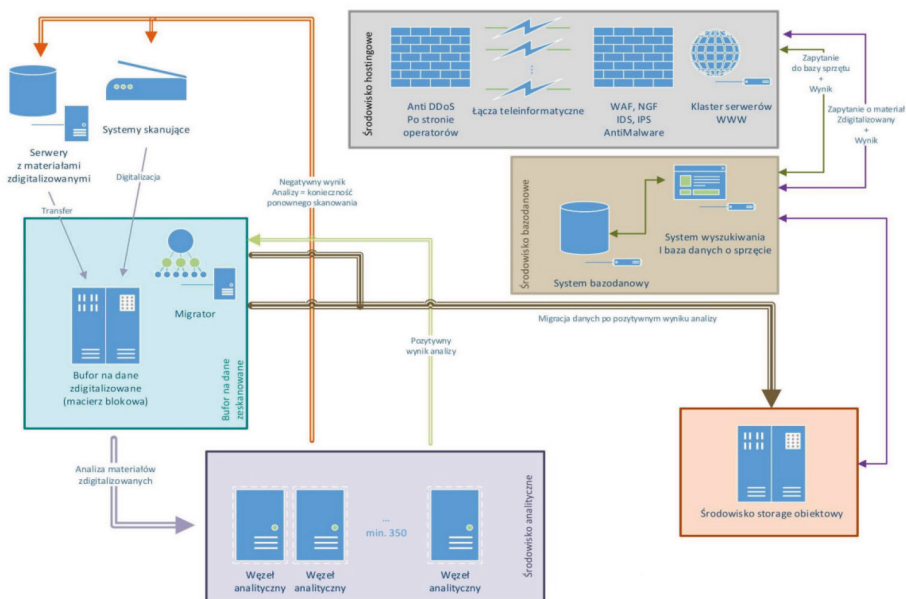 Środowisko hostingowe
Anti DDoS
Po stronie
operatorów
...
Łącza teleinformatyczne
WAF, NGF
IDS, IPS
AntiMalware
Klaster serwerów
WWW
Zapytanie
do bazy sprzętu
+
Wynik
Zapytanie o materiał
Zdigitalizowany
+
Wynik
Serwery
z materiałami
zdigitalizowanymi
Systemy skanujące
Transfer
Digitalizacja
Negatywny wynik
Analizy = konieczność
ponownego skanowania
Środowisko bazodanowe
System bazodanowy
System wyszukiwania
I baza danych o sprzęcie
Migrator
Bufor na dane
zdigitalizowane
(macierz blokowa)
Bufor na dane
zeskanowane
Pozytywny
wynik analizy
Migracja danych po pozytywnym wyniku analizy
Środowisko storage obiektowy
Analiza materiałów
zdigitalizowanych
Środowisko analityczne
...
min. 350
Węzeł
analityczny
Węzeł
analityczny
Węzeł
analityczny